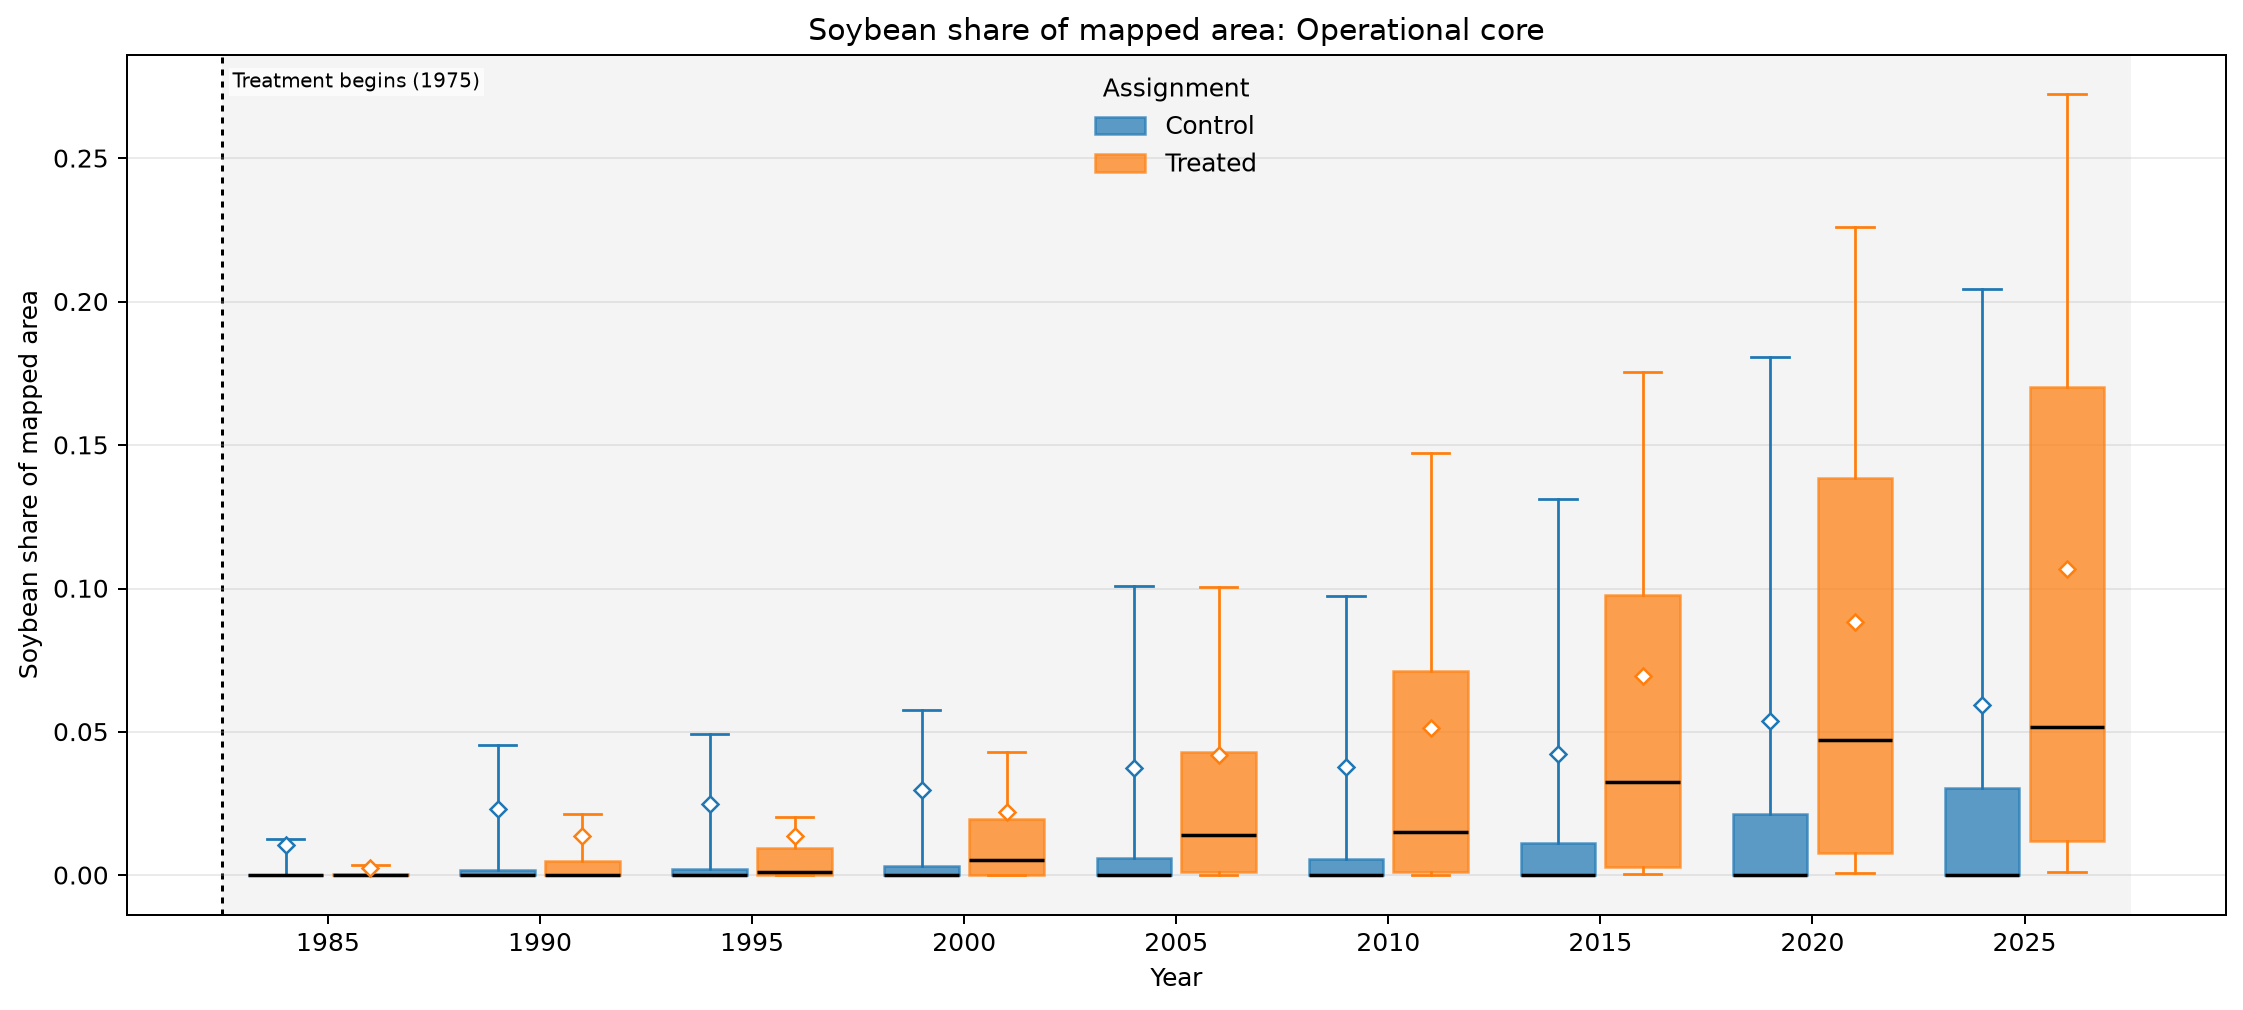 Soybean share of mapped area: Operational core
Treatment begins (1975)
Assignment
Control
Treated
Soybean share of mapped area
0.25
0.20
0.15
0.10
0.05
0.00
1985 1990 1995 2000 2005 2010 2015 2020 2025
Year